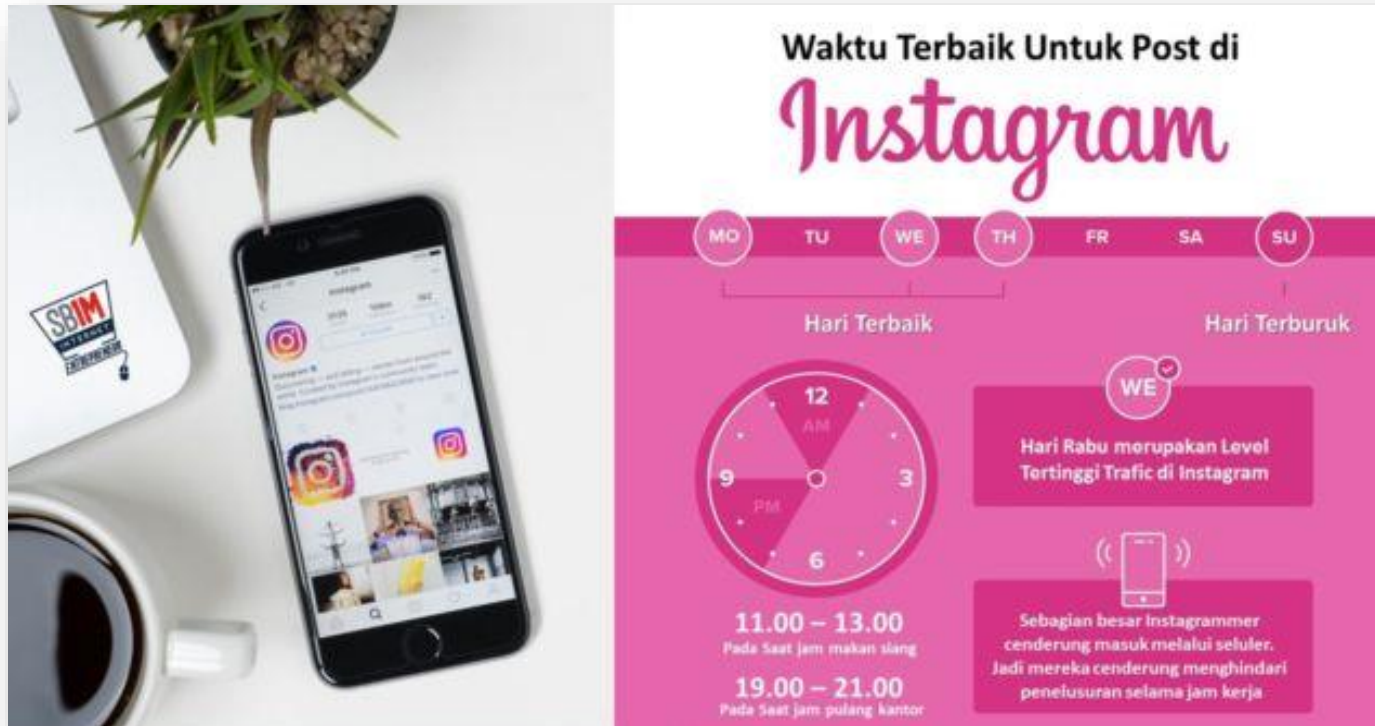 SBIM
INTERNET
ENTREPRENEUR
Instagram
Instagram
Waktu Terbaik Untuk Post di
Instagram
MO TU WE TH FR SA SU
Hari Terbaik
Hari Terburuk
12
AM
9
3
PM
6
WE
Hari Rabu merupakan Level
Tertinggi Trafic di Instagram
11.00 – 13.00
Pada Saat jam makan siang
19.00 – 21.00
Pada Saat jam pulang kantor
Sebagian besar Instagrammer
cenderung masuk melalui seluler.
Jadi mereka cenderung menghindari
penelusuran selama jam kerja